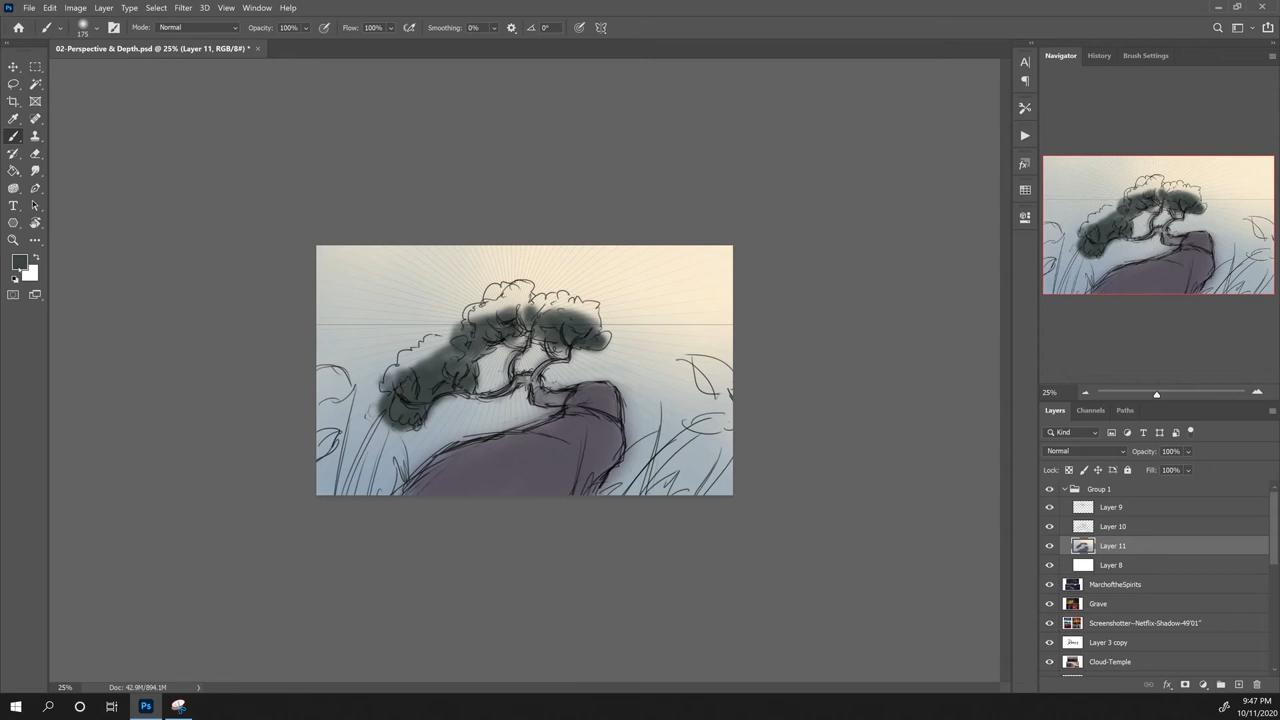 File Edit Image Layer Type Select Filter 3D View Window Help
175 Mode: Normal Opacity: 100% Flow: 100% Smoothing: 0% 0°
02-Perspective & Depth.psd @ 25% (Layer 11, RGB/8#) * ×
Navigator History Brush Settings
25%
Layers Channels Paths
Kind
Normal Opacity: 100%
Lock: Fill: 100%
Group 1
Layer 9
Layer 10
Layer 11
Layer 8
MarchoftheSpirits
Grave
Screenshotter--Netflix-Shadow-49'01"
Layer 3 copy
Cloud-Temple
25% Doc: 42.9M/894.1M
9:47 PM
10/11/2020